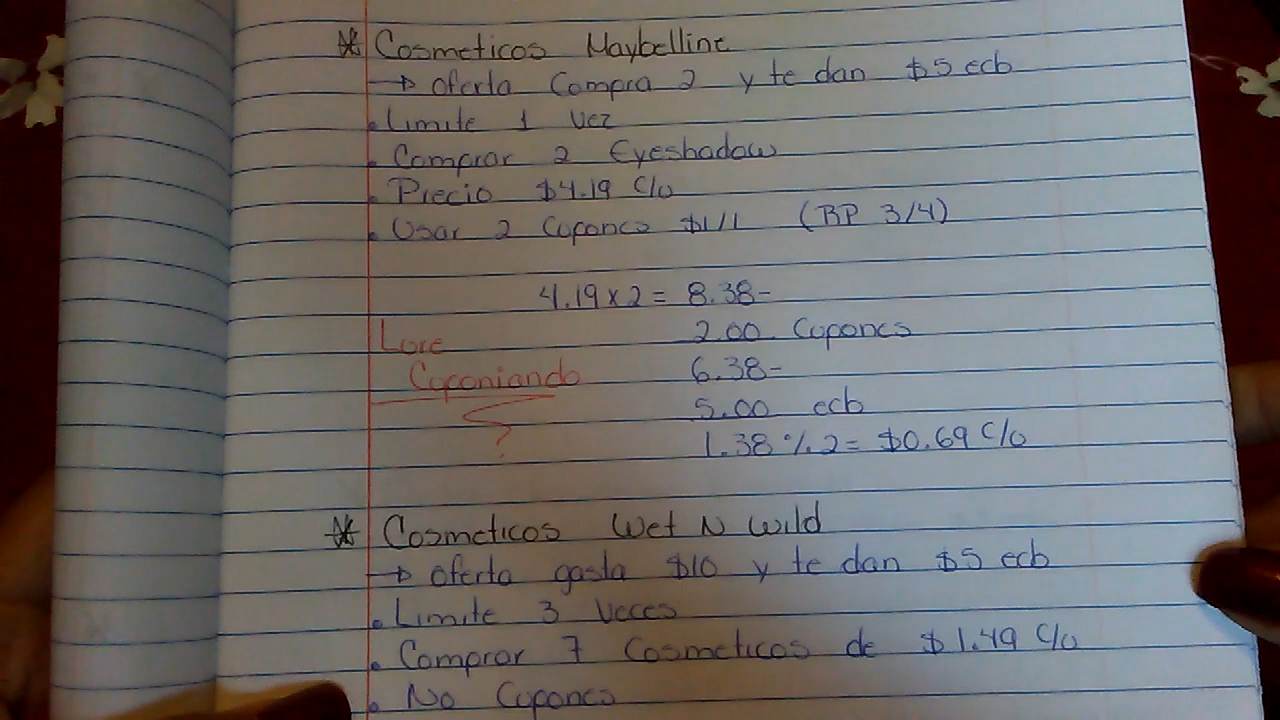 * Cosmeticos Maybelline
→ oferta Compra 2 y te dan $5 ecb
• Limite 1 Vez
• Comprar 2 Eyeshadow
• Precio $4.19 C/u
• Usar 2 Cupones $1/1 (RP 3/4)
4.19 x 2 = 8.38-
2.00 Cupones
6.38-
5.00 ecb
1.38 % 2 = $0.69 C/u
Lore
Cuponiando
* Cosmeticos Wet N Wild
→ oferta gasta $10 y te dan $5 ecb
• Limite 3 Veces
• Comprar 7 Cosmeticos de $1.49 C/u
• No Cupones